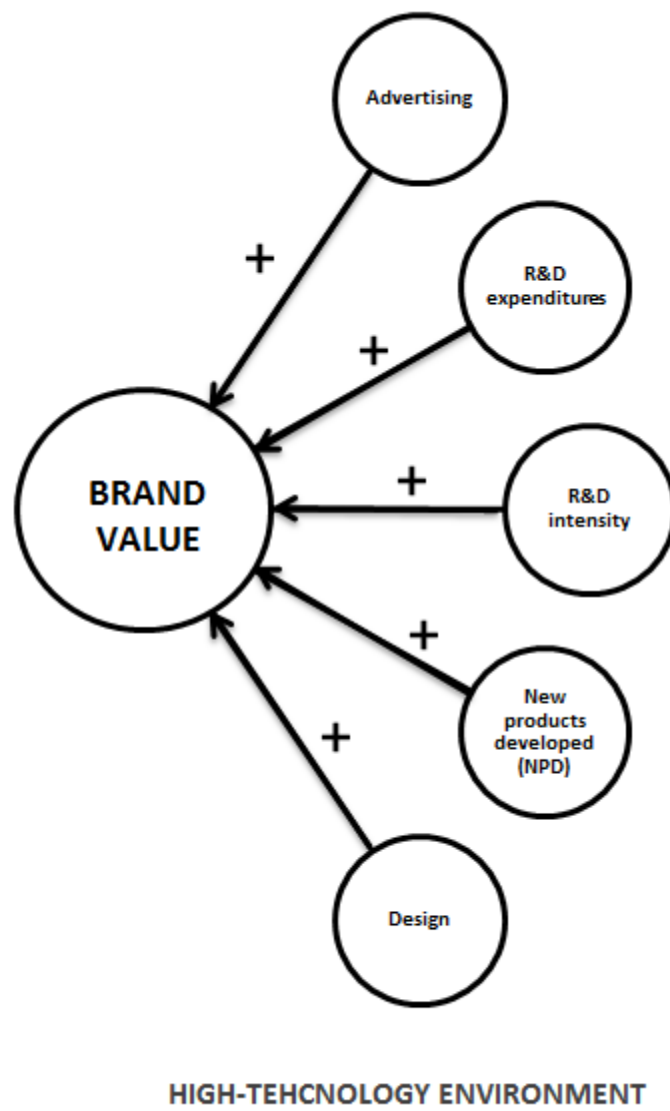 Advertising
+
R&D
expenditures
+
R&D
intensity
+
BRAND
VALUE
+
New
products
developed
(NPD)
+
Design
HIGH-TEHCNOLOGY ENVIRONMENT